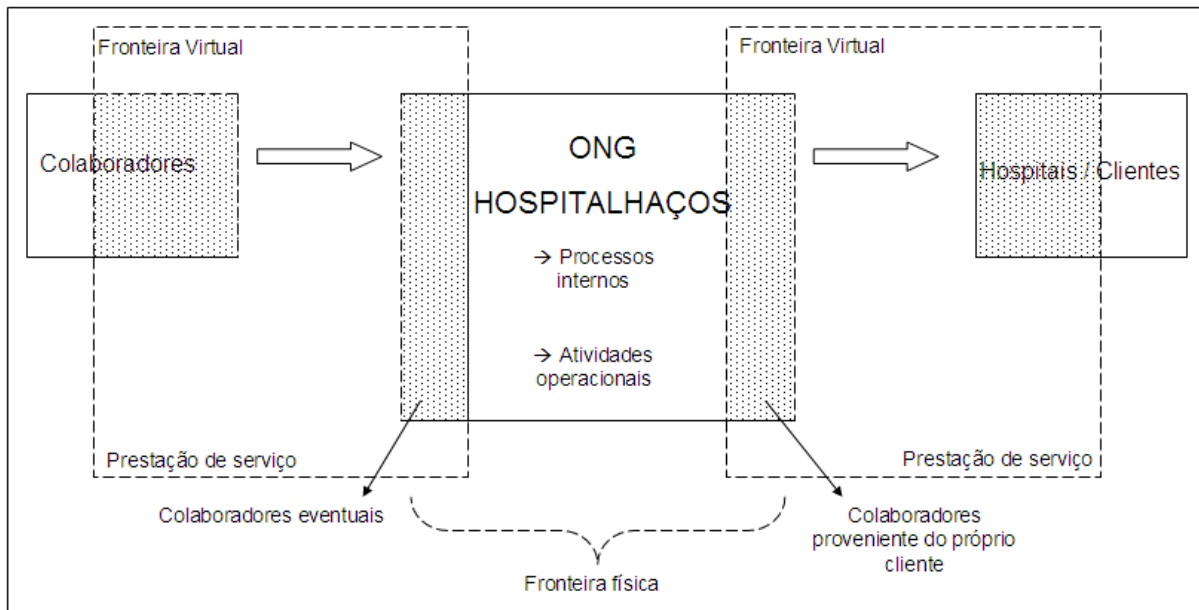 Fronteira Virtual
Fronteira Virtual
Colaboradores
ONG
HOSPITALHAÇOS
→ Processos
internos
→ Atividades
operacionais
Hospitais / Clientes
Prestação de serviço
Prestação de serviço
Colaboradores eventuais
Colaboradores
proveniente do próprio
cliente
Fronteira física